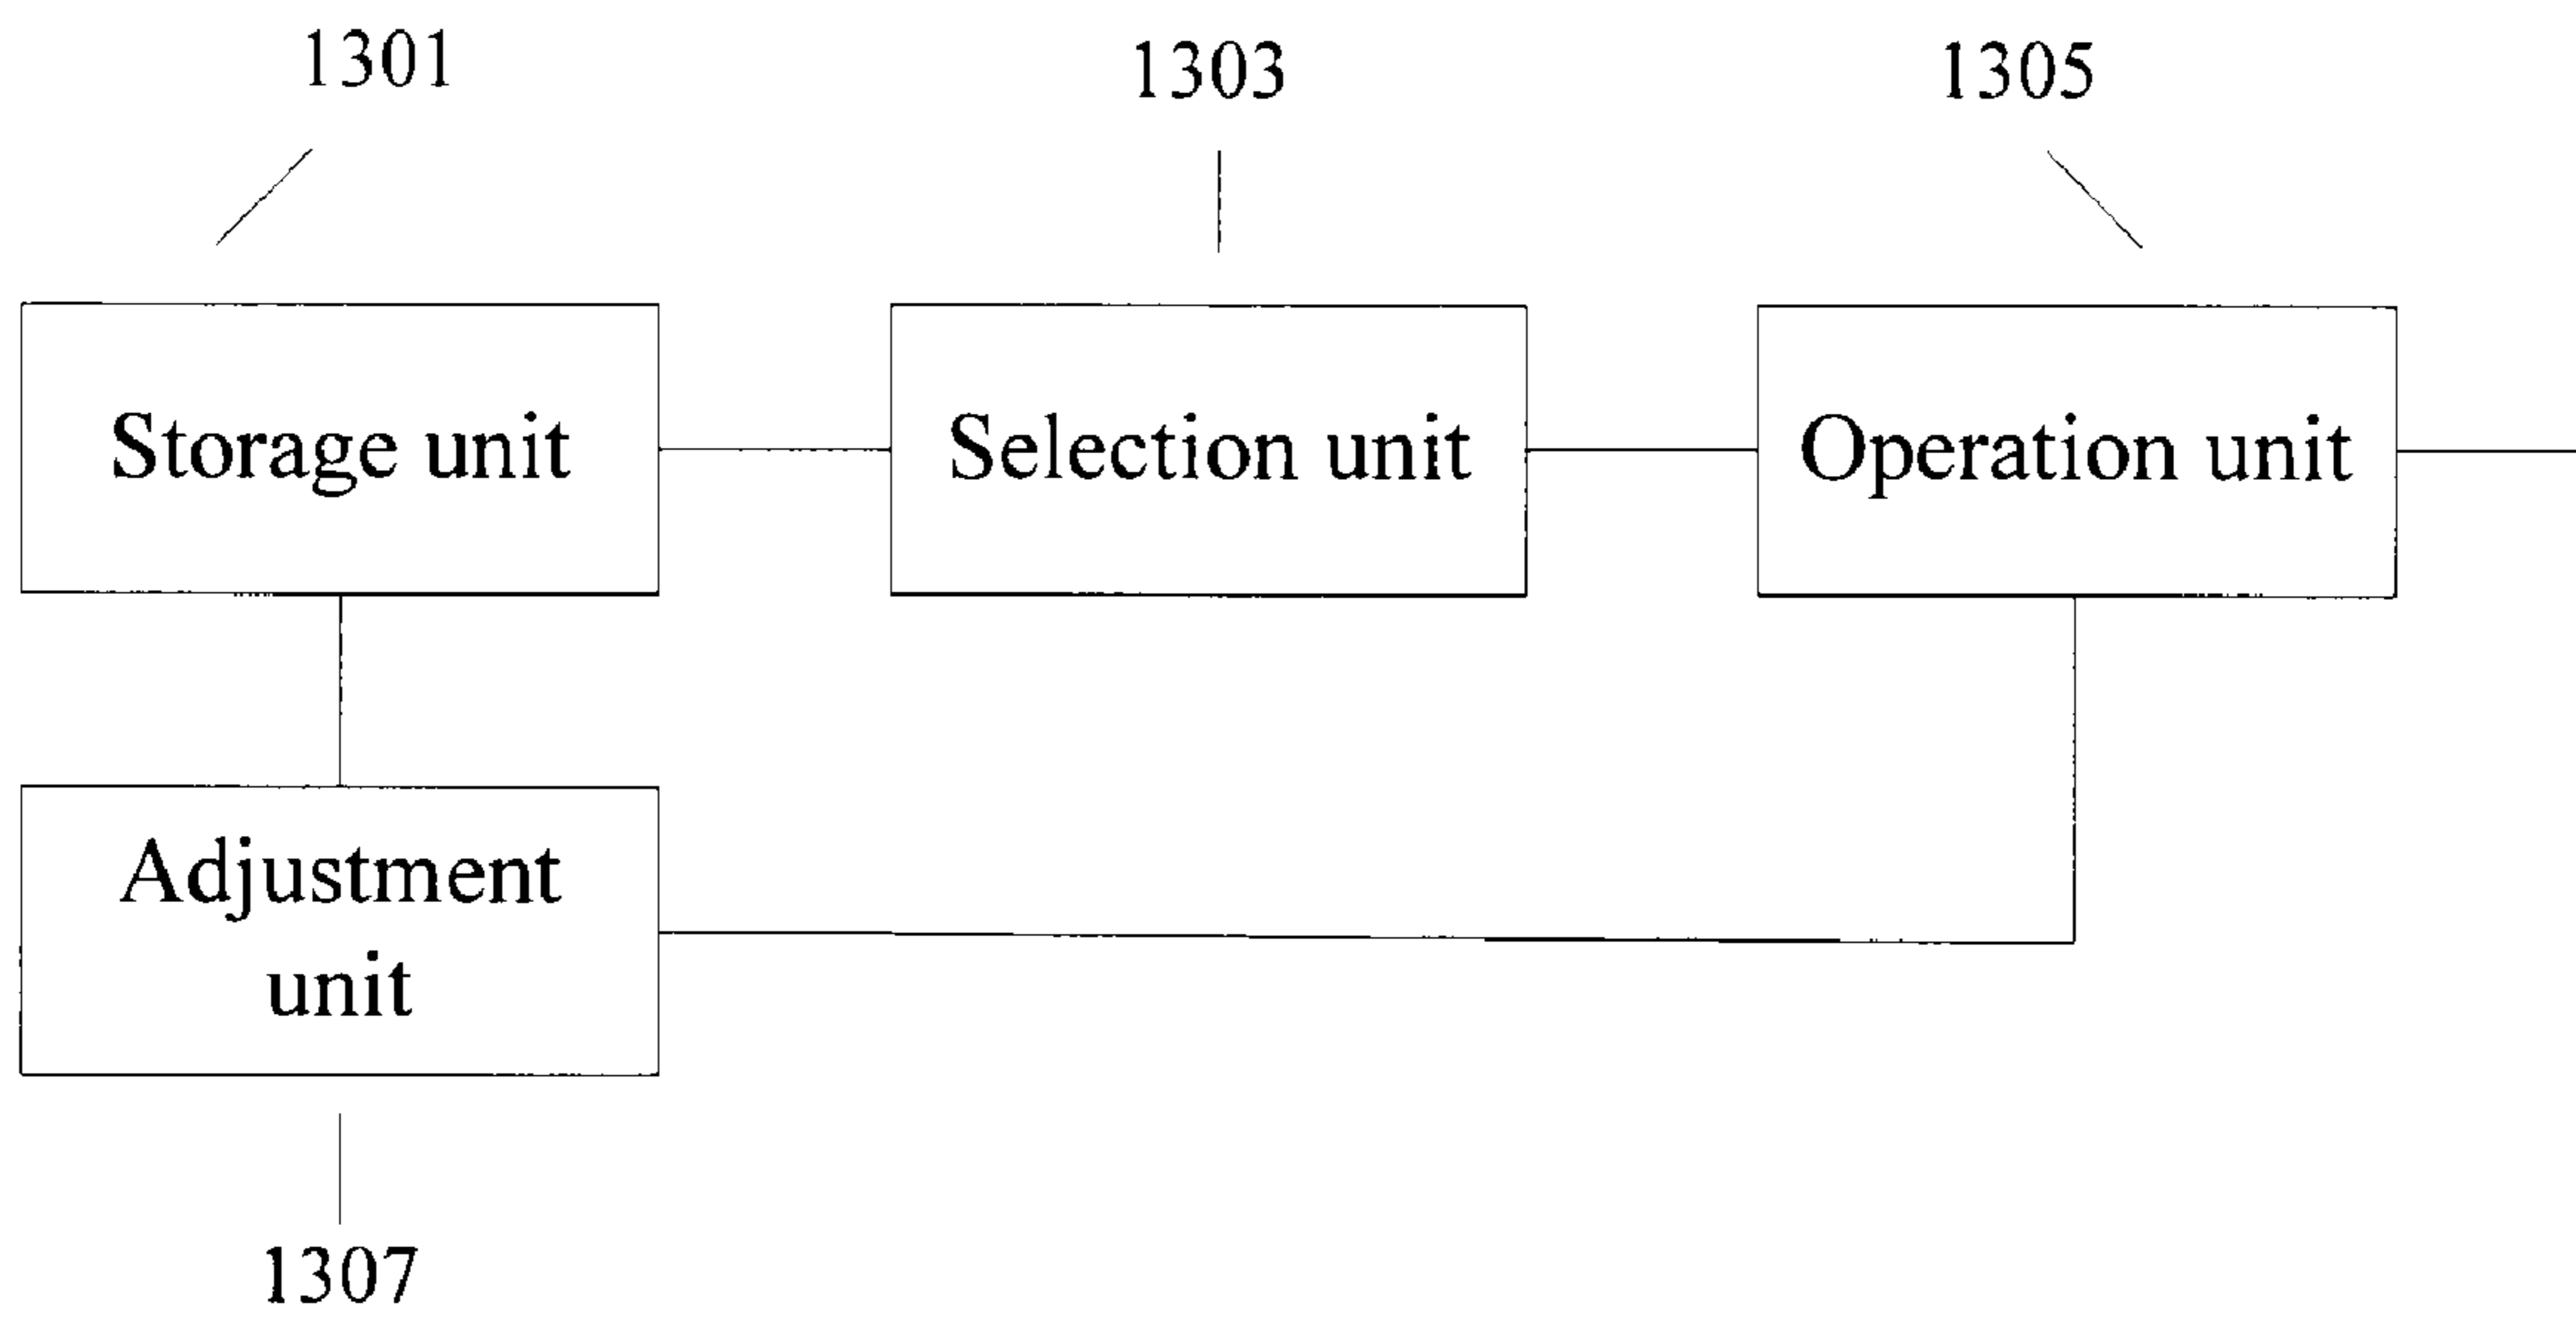 1301
1303
1305
Storage unit
Selection unit
Operation unit
Adjustment
unit
1307